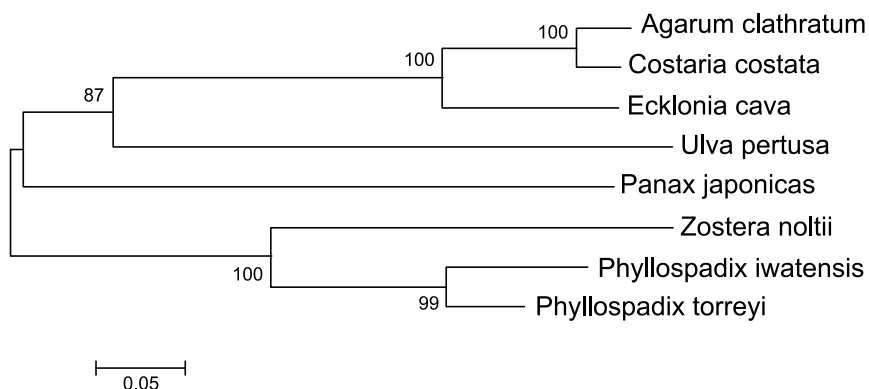 Agarum clathratum
100
Costaria costata
100
Ecklonia cava
87
Ulva pertusa
Panax japonicas
Zostera noltii
100
Phyllospadix iwatensis
99
Phyllospadix torreyi
0.05